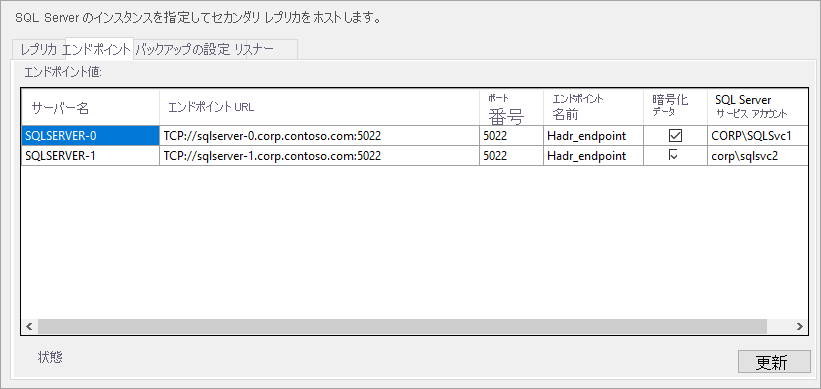 SQL Server のインスタンスを指定してセカンダリ レプリカをホストします。
レプリカ エンドポイント バックアップの設定 リスナー
エンドポイント値:
サーバー名 エンドポイント URL ポート 番号 エンドポイント 名前 暗号化 データ SQL Server サービス アカウント
SQLSERVER-0 TCP://sqlserver-0.corp.contoso.com:5022 5022 Hadr_endpoint CORP\SQLSvc1
SQLSERVER-1 TCP://sqlserver-1.corp.contoso.com:5022 5022 Hadr_endpoint corp\sqlsvc2
状態
更新